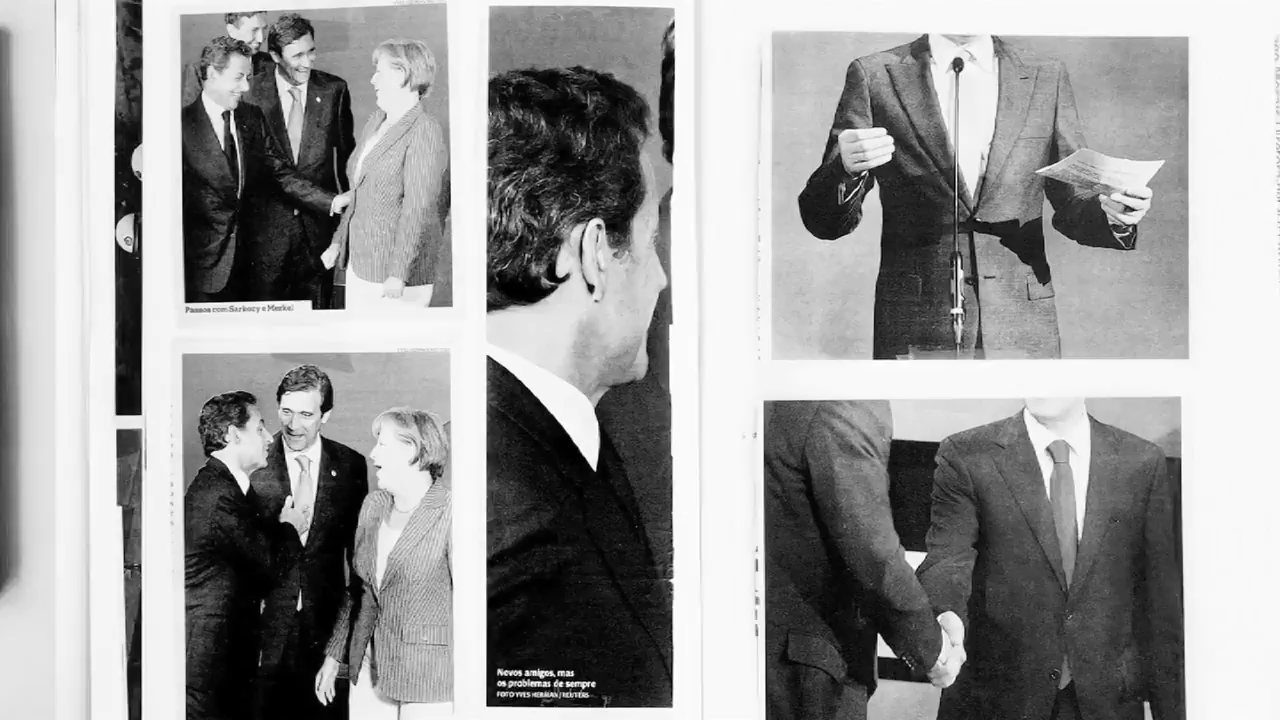 Passos com Sarkozy e Merkel
Novos amigos, mas
os problemas de sempre
FOTO YVES HERMAN/REUTERS